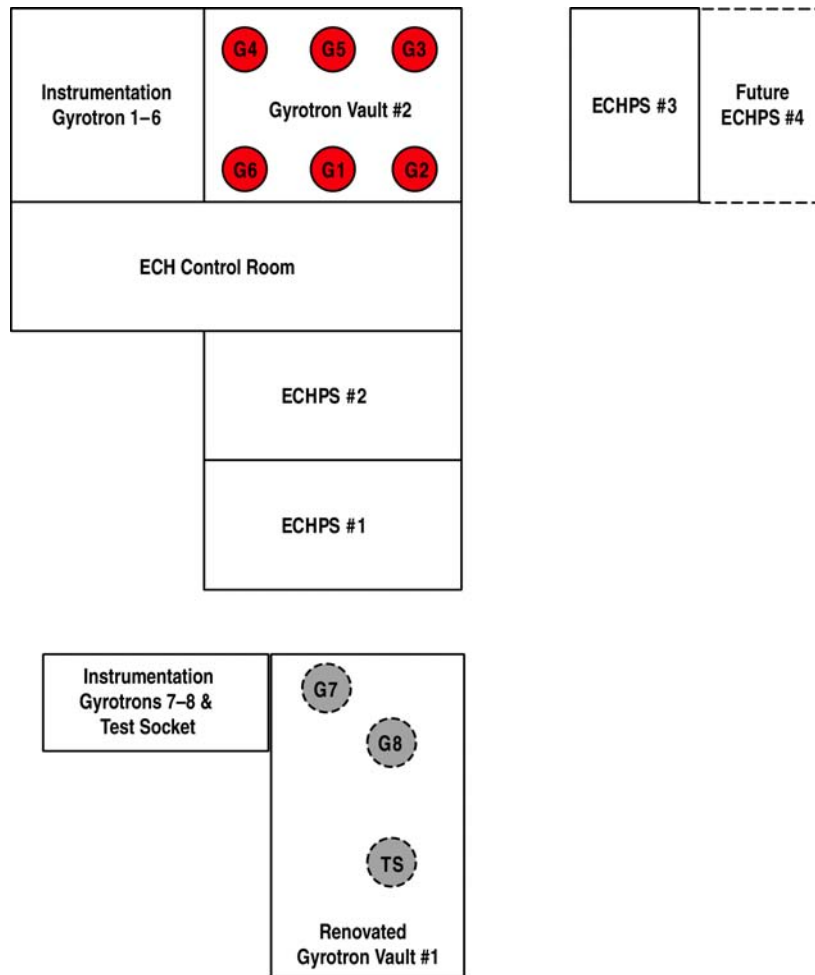 G4
G5
G3
Instrumentation
Gyrotron 1–6
Gyrotron Vault #2
G6
G1
G2
ECHPS #3
Future
ECHPS #4
ECH Control Room
ECHPS #2
ECHPS #1
Instrumentation
Gyrotrons 7–8 &
Test Socket
G7
G8
TS
Renovated
Gyrotron Vault #1